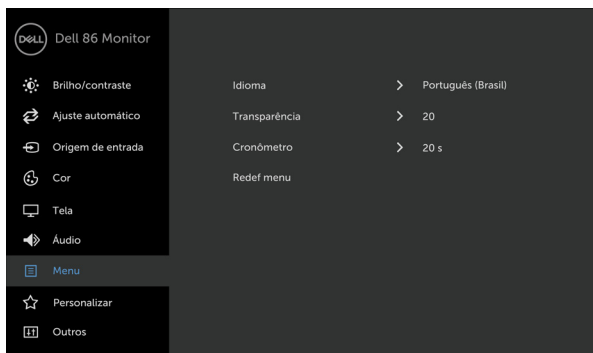 DELL Dell 86 Monitor
Brilho/contraste
Ajuste automático
Origem de entrada
Cor
Tela
Áudio
Menu
Personalizar
Outros
Idioma > Português (Brasil)
Transparência > 20
Cronômetro > 20 s
Redef menu